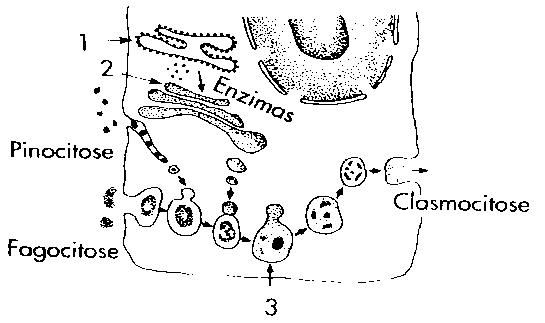 1
2
Enzimas
Pinocitose
Clasmocitose
Fagocitose
3